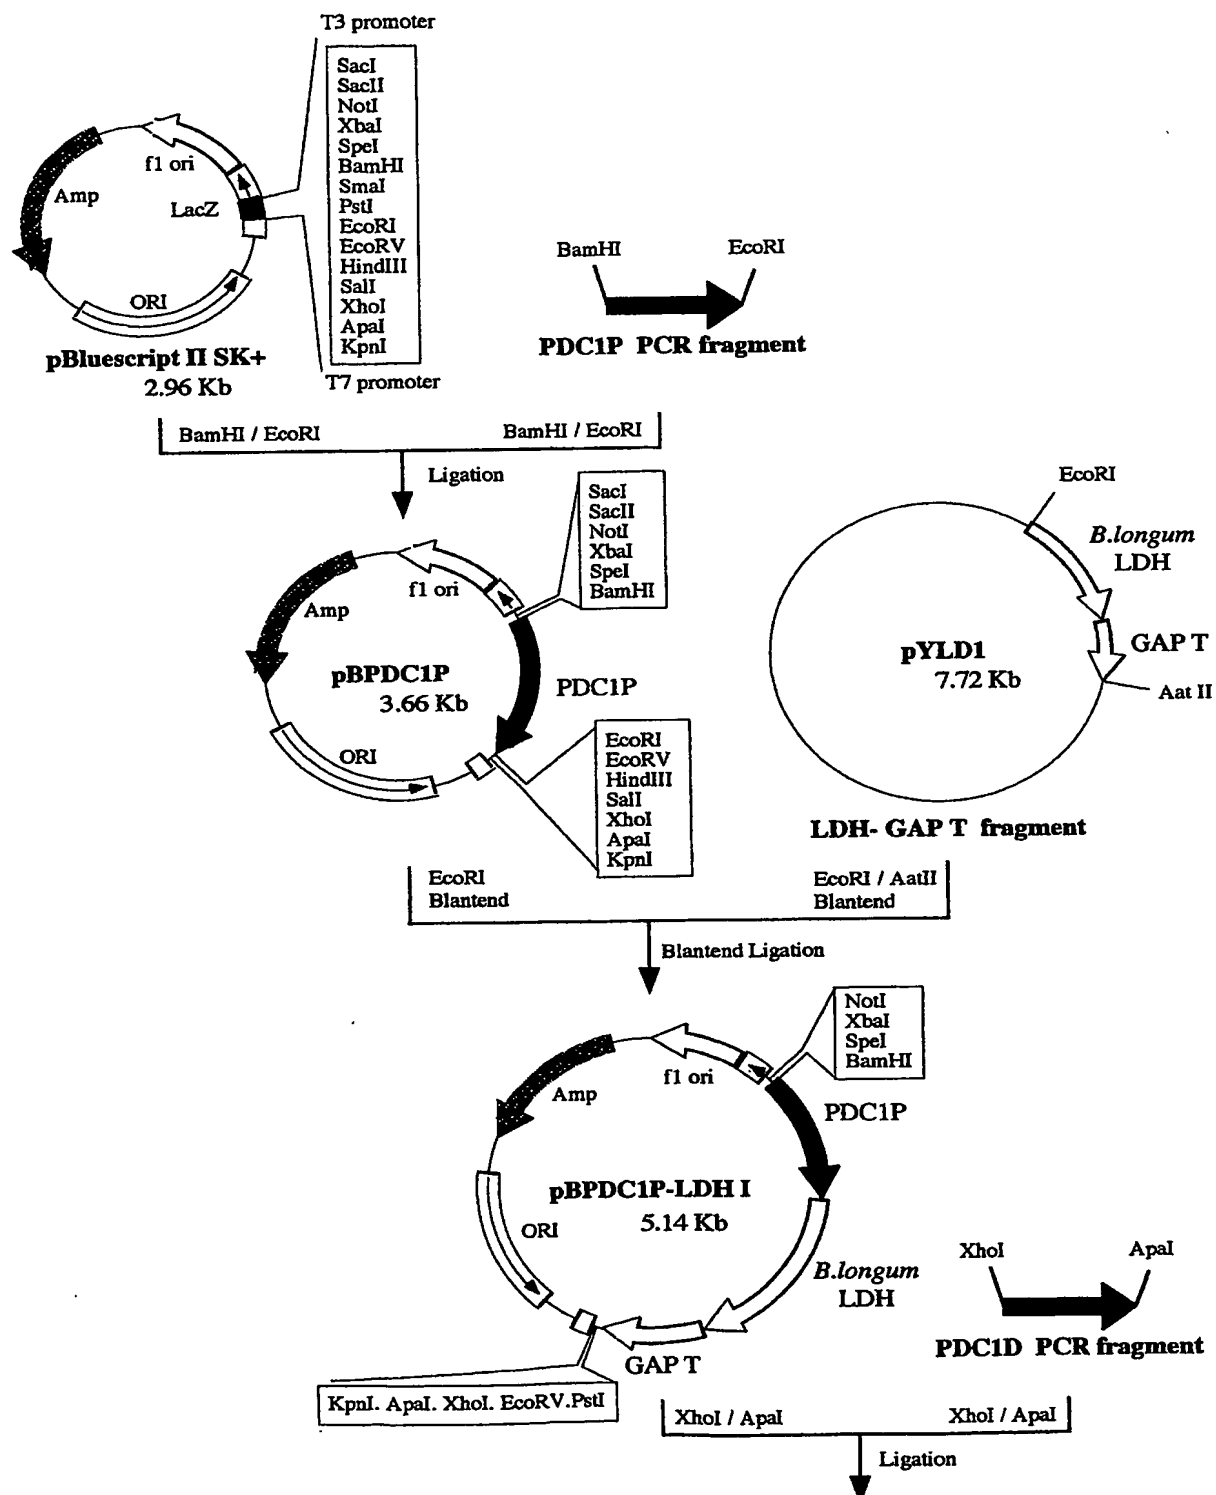 T3 promoter
SacI
SacII
NotI
XbaI
SpeI
BamHI
SmaI
PstI
EcoRI
EcoRV
HindIII
SalI
XhoI
ApaI
KpnI
T7 promoter
f1 ori
Amp
LacZ
ORI
pBluescript II SK+
2.96 Kb
BamHI
EcoRI
PDC1P PCR fragment
BamHI / EcoRI
BamHI / EcoRI
Ligation
SacI
SacII
NotI
XbaI
SpeI
BamHI
f1 ori
Amp
pBPDC1P
3.66 Kb
PDC1P
ORI
EcoRI
EcoRV
HindIII
SalI
XhoI
ApaI
KpnI
EcoRI
B.longum
LDH
GAP T
Aat II
pYLD1
7.72 Kb
LDH- GAP T fragment
EcoRI
Blantend
EcoRI / AatII
Blantend
Blantend Ligation
NotI
XbaI
SpeI
BamHI
f1 ori
Amp
PDC1P
pBPDC1P-LDH I
5.14 Kb
ORI
B.longum
LDH
GAP T
KpnI. ApaI. XhoI. EcoRV.PstI
XhoI
ApaI
PDC1D PCR fragment
XhoI / ApaI
XhoI / ApaI
Ligation